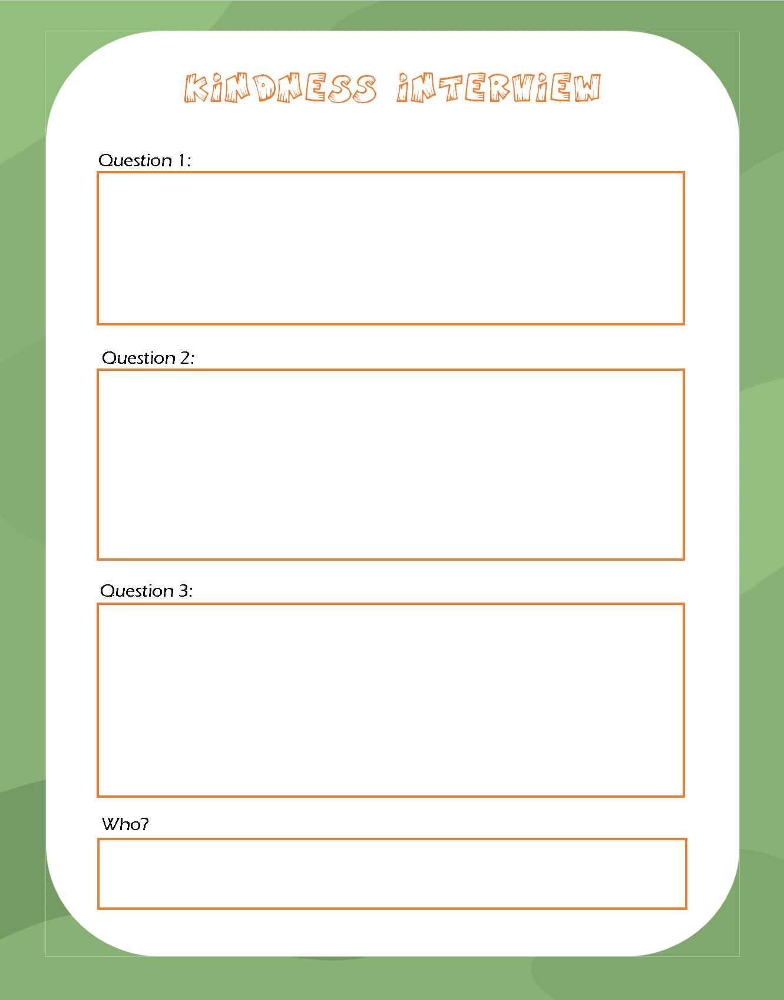 KiNDNESS iNTERViEW
Question 1:
Question 2:
Question 3:
Who?